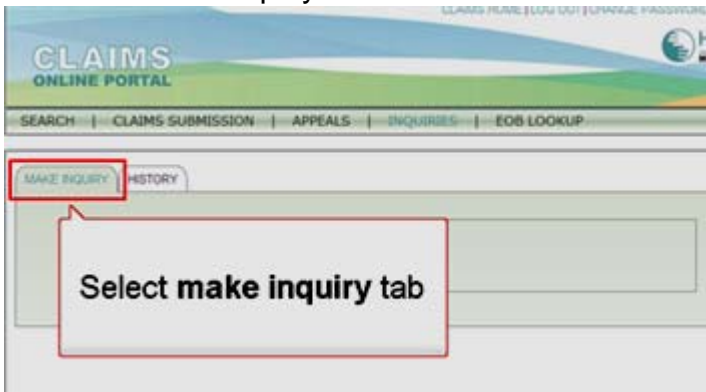 CLAIMS HOME | LOG OUT | CHANGE PASSWORD
CLAIMS
ONLINE PORTAL
SEARCH | CLAIMS SUBMISSION | APPEALS | INQUIRIES | EOB LOOKUP
MAKE INQUIRY HISTORY
Select make inquiry tab